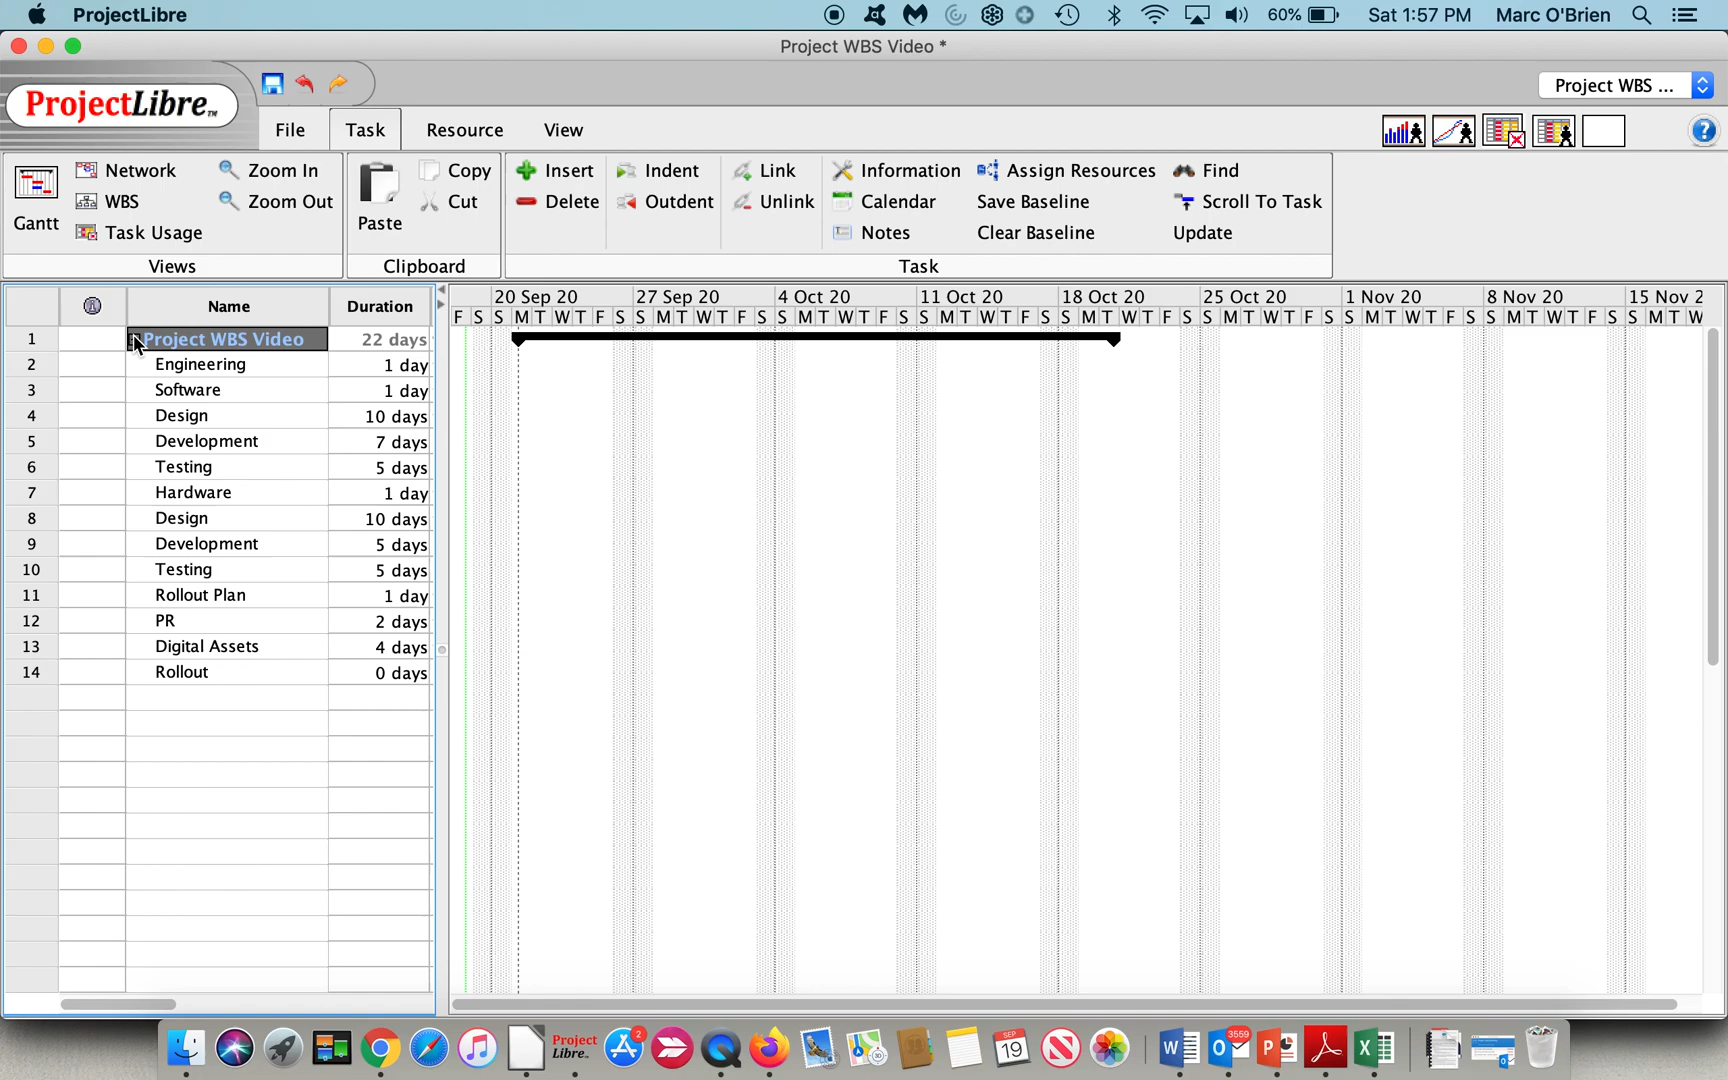 ProjectLibre 60% Sat 1:57 PM Marc O'Brien
Project WBS Video *
ProjectLibre™ Project WBS ...
File Task Resource View
Gantt Network Zoom In Paste Copy Insert Indent Link Information Assign Resources Find
WBS Zoom Out Cut Delete Outdent Unlink Calendar Save Baseline Scroll To Task
Task Usage Notes Clear Baseline Update
Views Clipboard Task
Name Duration
20 Sep 20 27 Sep 20 4 Oct 20 11 Oct 20 18 Oct 20 25 Oct 20 1 Nov 20 8 Nov 20 15 Nov 2
F S S M T W T F S S M T W T F S S M T W T F S S M T W T F S S M T W T F S S M T W T F S S M T W T F S S M T W T F S S M T W
1 Project WBS Video 22 days
2 Engineering 1 day
3 Software 1 day
4 Design 10 days
5 Development 7 days
6 Testing 5 days
7 Hardware 1 day
8 Design 10 days
9 Development 5 days
10 Testing 5 days
11 Rollout Plan 1 day
12 PR 2 days
13 Digital Assets 4 days
14 Rollout 0 days
Project
Libre
2
SEP
19
3559